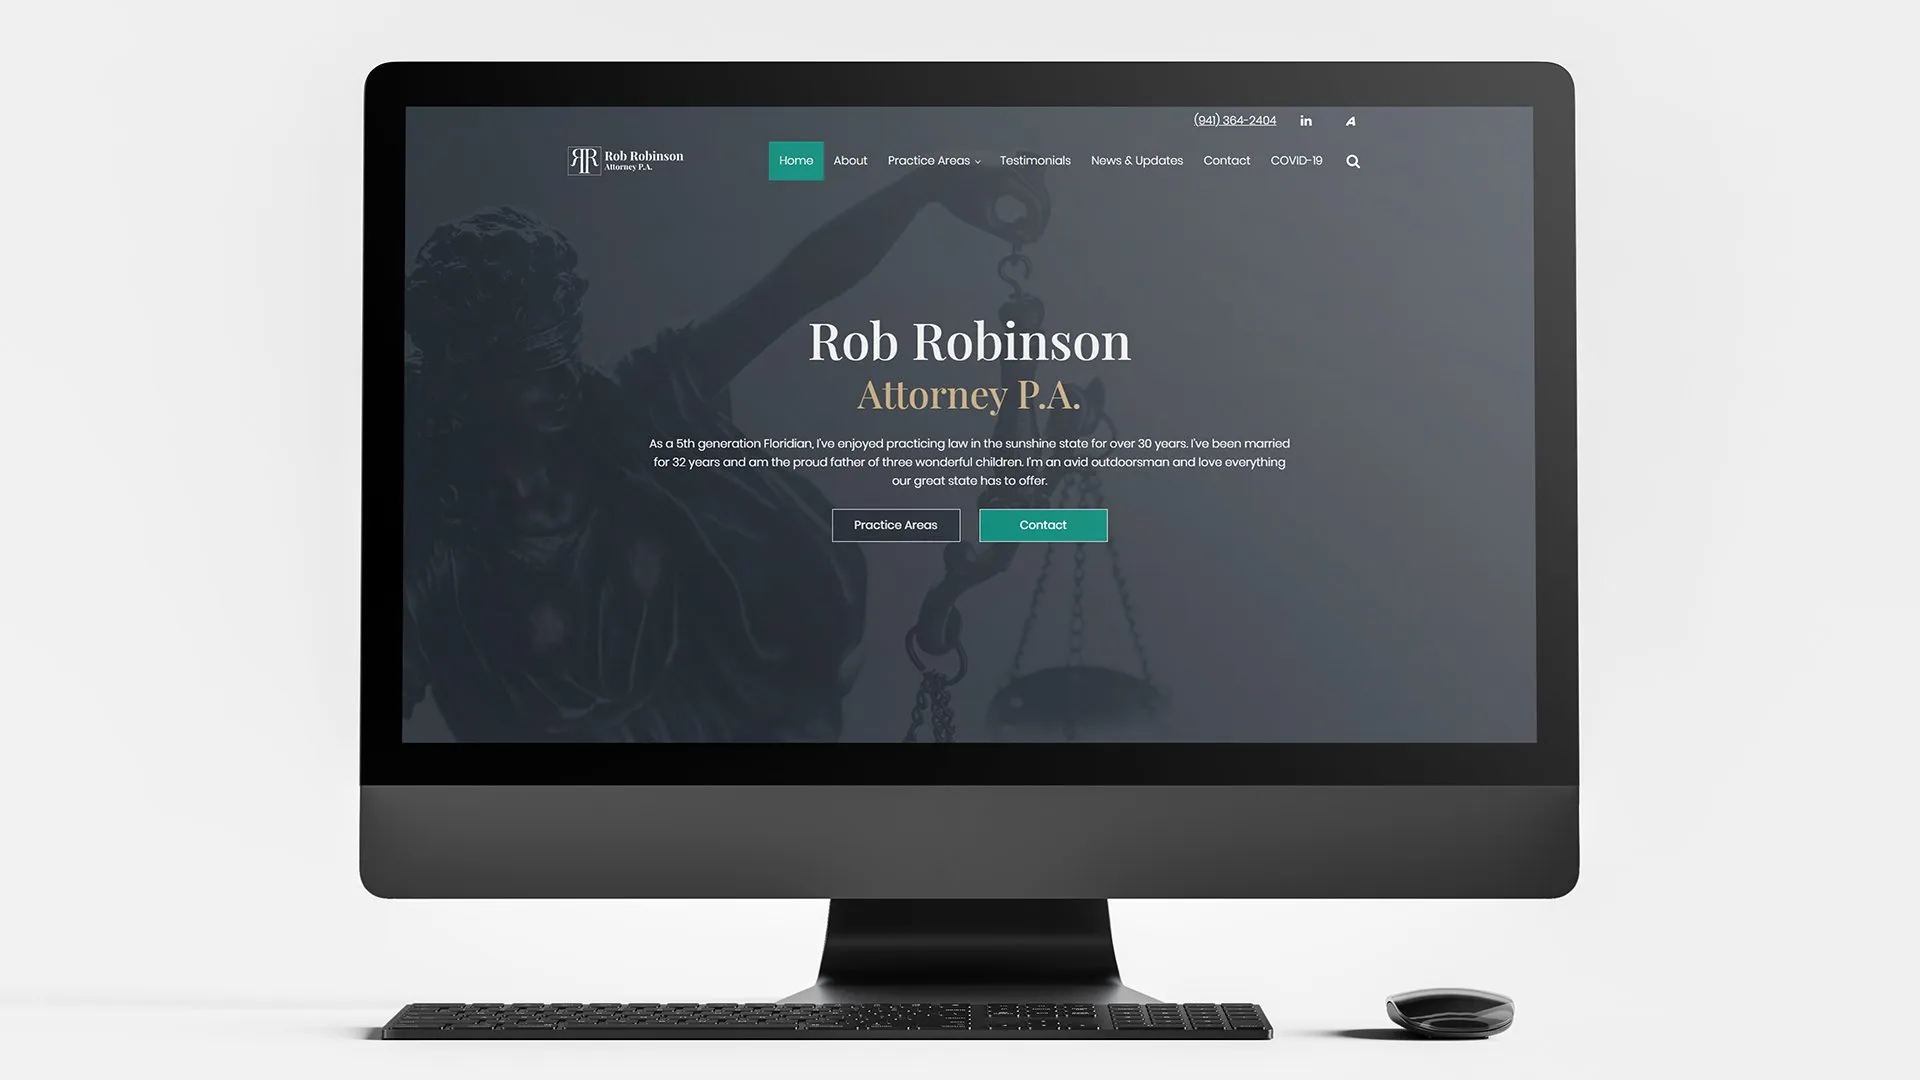 (941) 364-2404
RR Rob Robinson
Attorney P.A.
Home About Practice Areas Testimonials News & Updates Contact COVID-19
Rob Robinson
Attorney P.A.
As a 5th generation Floridian, I've enjoyed practicing law in the sunshine state for over 30 years. I've been married
for 32 years and am the proud father of three wonderful children. I'm an avid outdoorsman and love everything
our great state has to offer.
Practice Areas Contact